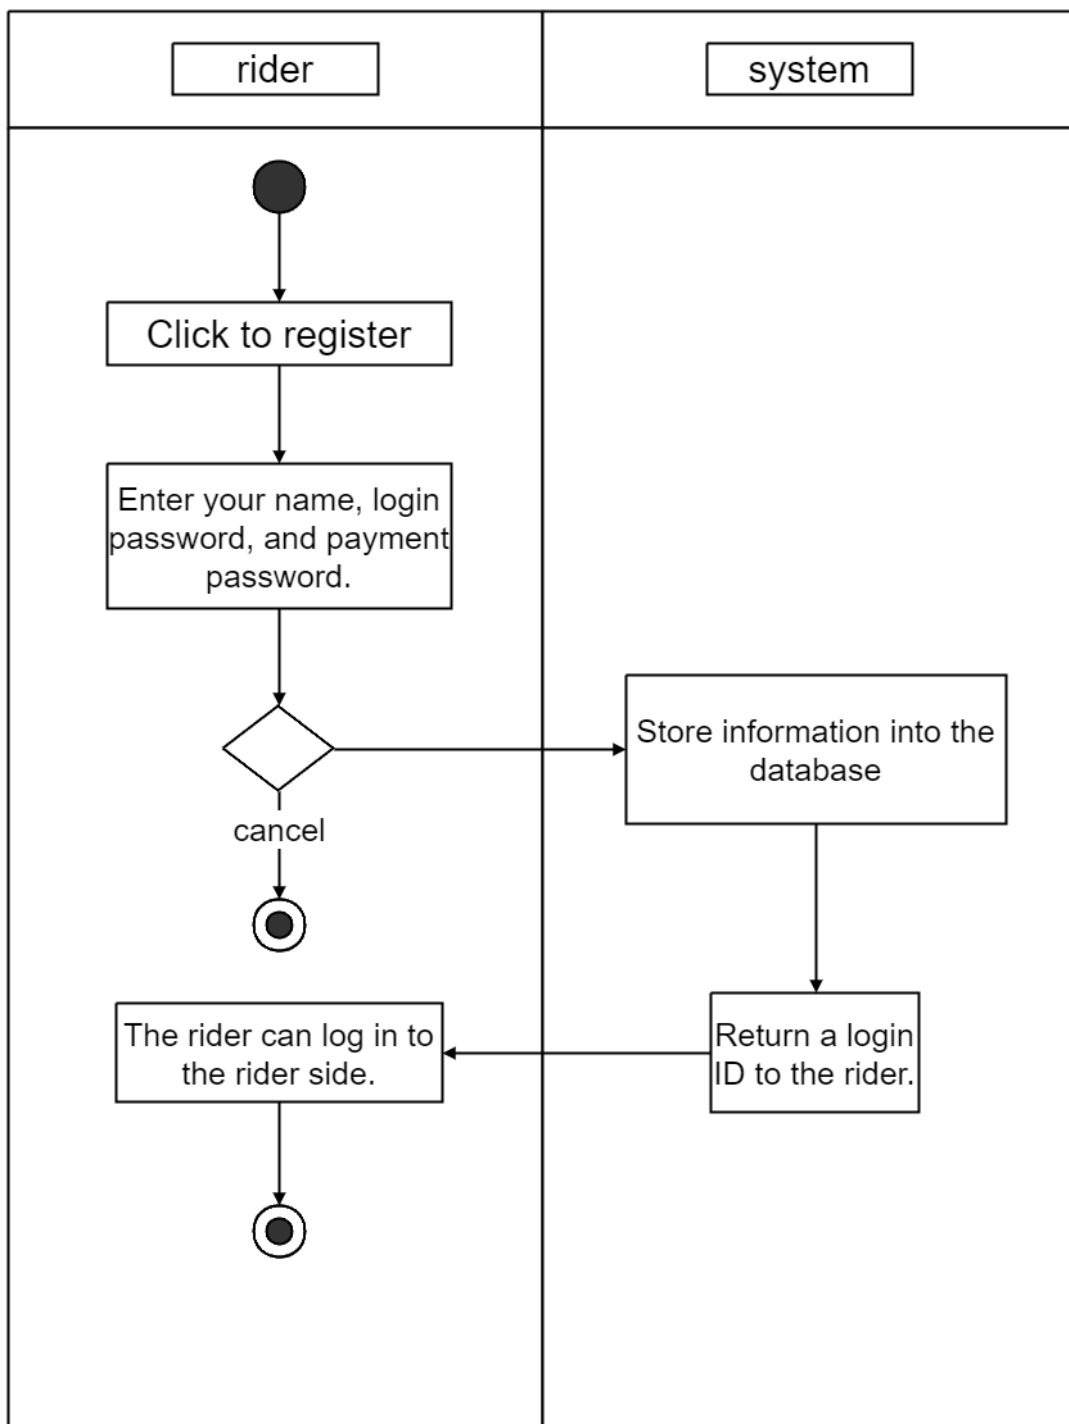 rider
system
Click to register
Enter your name, login
password, and payment
password.
Store information into the
database
cancel
The rider can log in to
the rider side.
Return a login
ID to the rider.